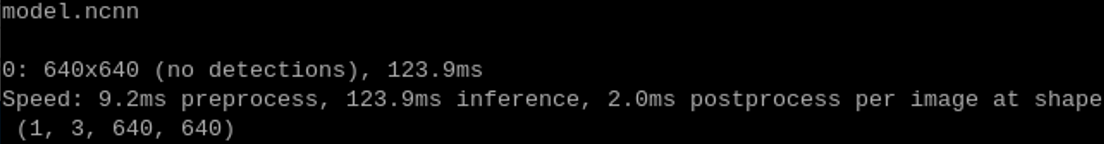 model.ncnn
0: 640x640 (no detections), 123.9ms
Speed: 9.2ms preprocess, 123.9ms inference, 2.0ms postprocess per image at shape
(1, 3, 640, 640)